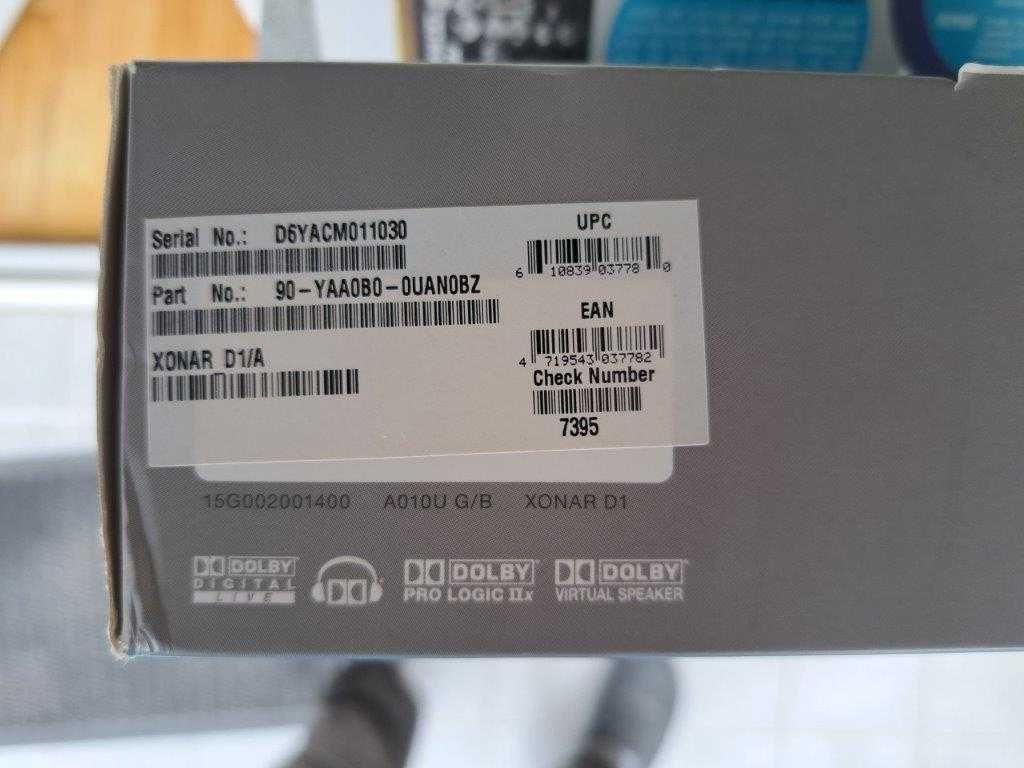 Serial No.: D6YACM011030
Part No.: 90-YAA0B0-0UAN0BZ
XONAR D1/A
UPC
6 10839 03778 0
EAN
4 719543 037782
Check Number
7395
15G002001400 A010U G/B XONAR D1
DOLBY
DIGITAL
LIVE
DOLBY
PRO LOGIC IIx
DOLBY
VIRTUAL SPEAKER